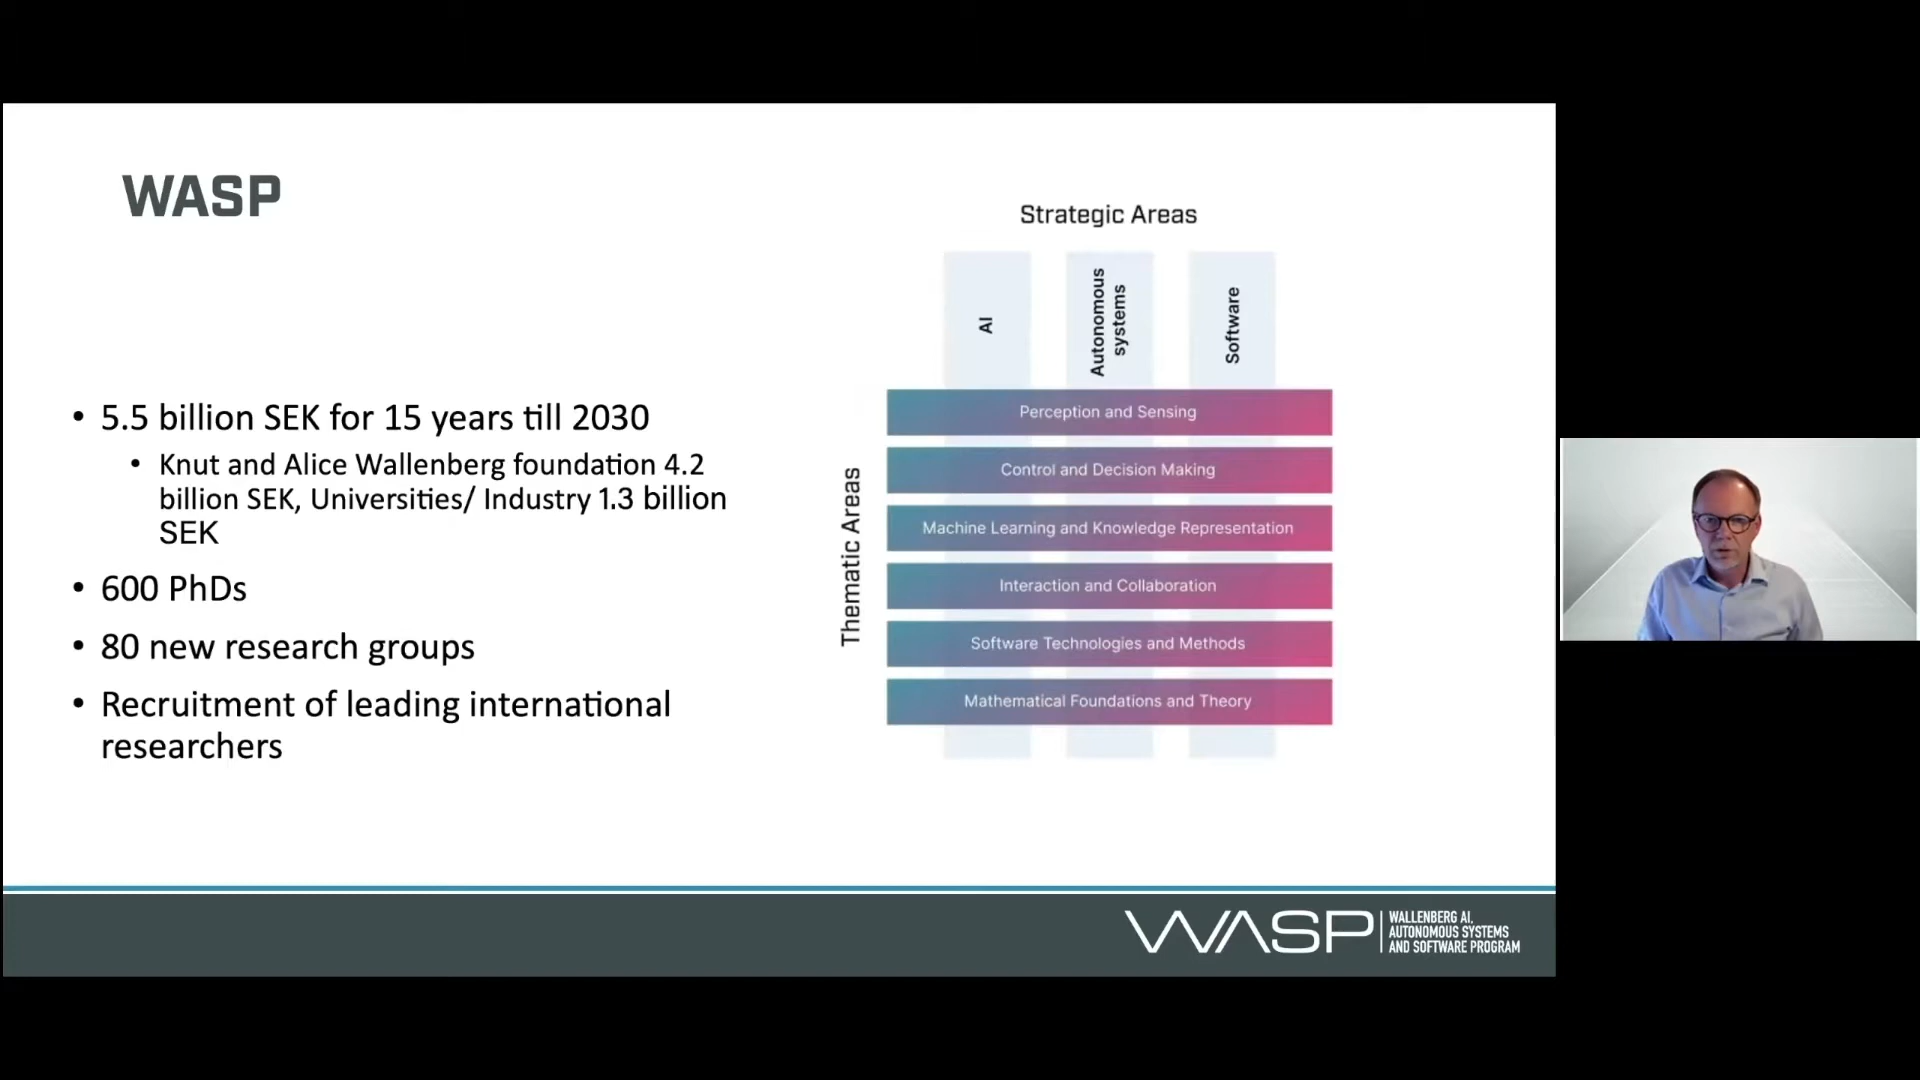 WASP
• 5.5 billion SEK for 15 years till 2030
• Knut and Alice Wallenberg foundation 4.2
billion SEK, Universities/ Industry 1.3 billion
SEK
• 600 PhDs
• 80 new research groups
• Recruitment of leading international
researchers
Strategic Areas
AI
Autonomous
systems
Software
Thematic Areas
Perception and Sensing
Control and Decision Making
Machine Learning and Knowledge Representation
Interaction and Collaboration
Software Technologies and Methods
Mathematical Foundations and Theory
WASP
WALLENBERG AI,
AUTONOMOUS SYSTEMS
AND SOFTWARE PROGRAM